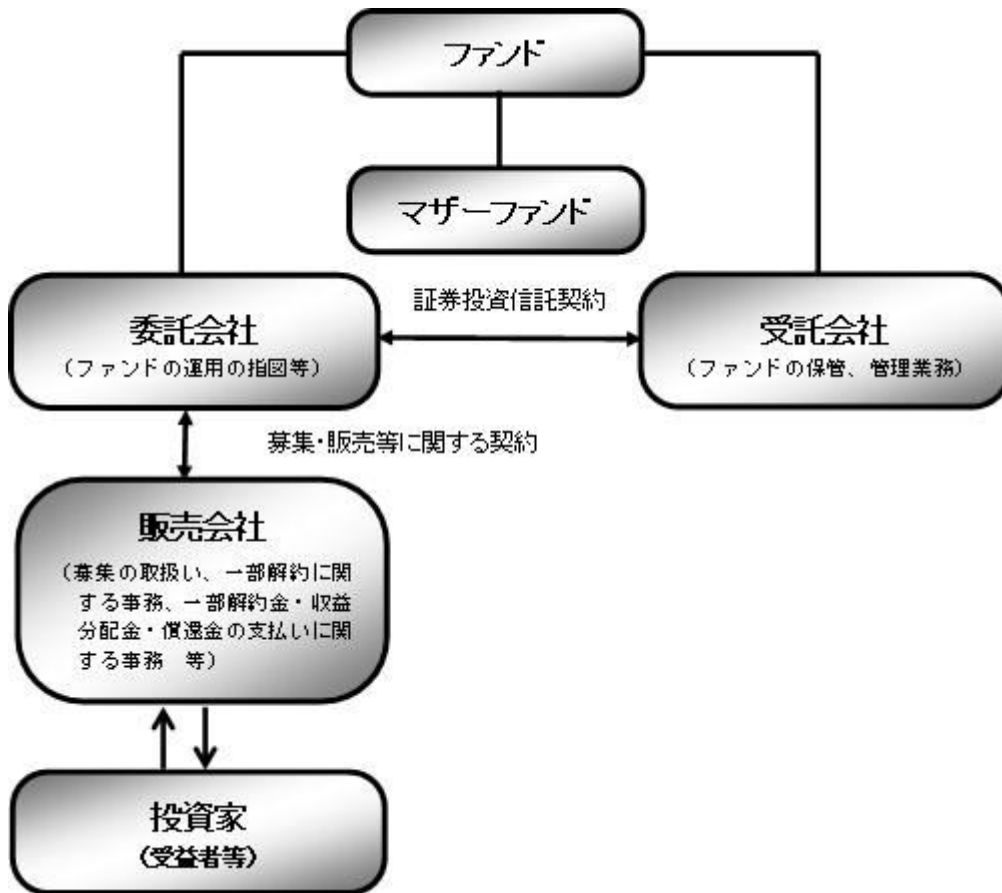 ファンド
マザーファンド
証券投資信託契約
委託会社
（ファンドの運用の指図等）
受託会社
（ファンドの保管、管理業務）
募集・販売等に関する契約
販売会社
（募集の取扱い、一部解約に関
する事務、一部解約金・収益
分配金・償還金の支払いに関
する事務　等）
投資家
（受益者等）